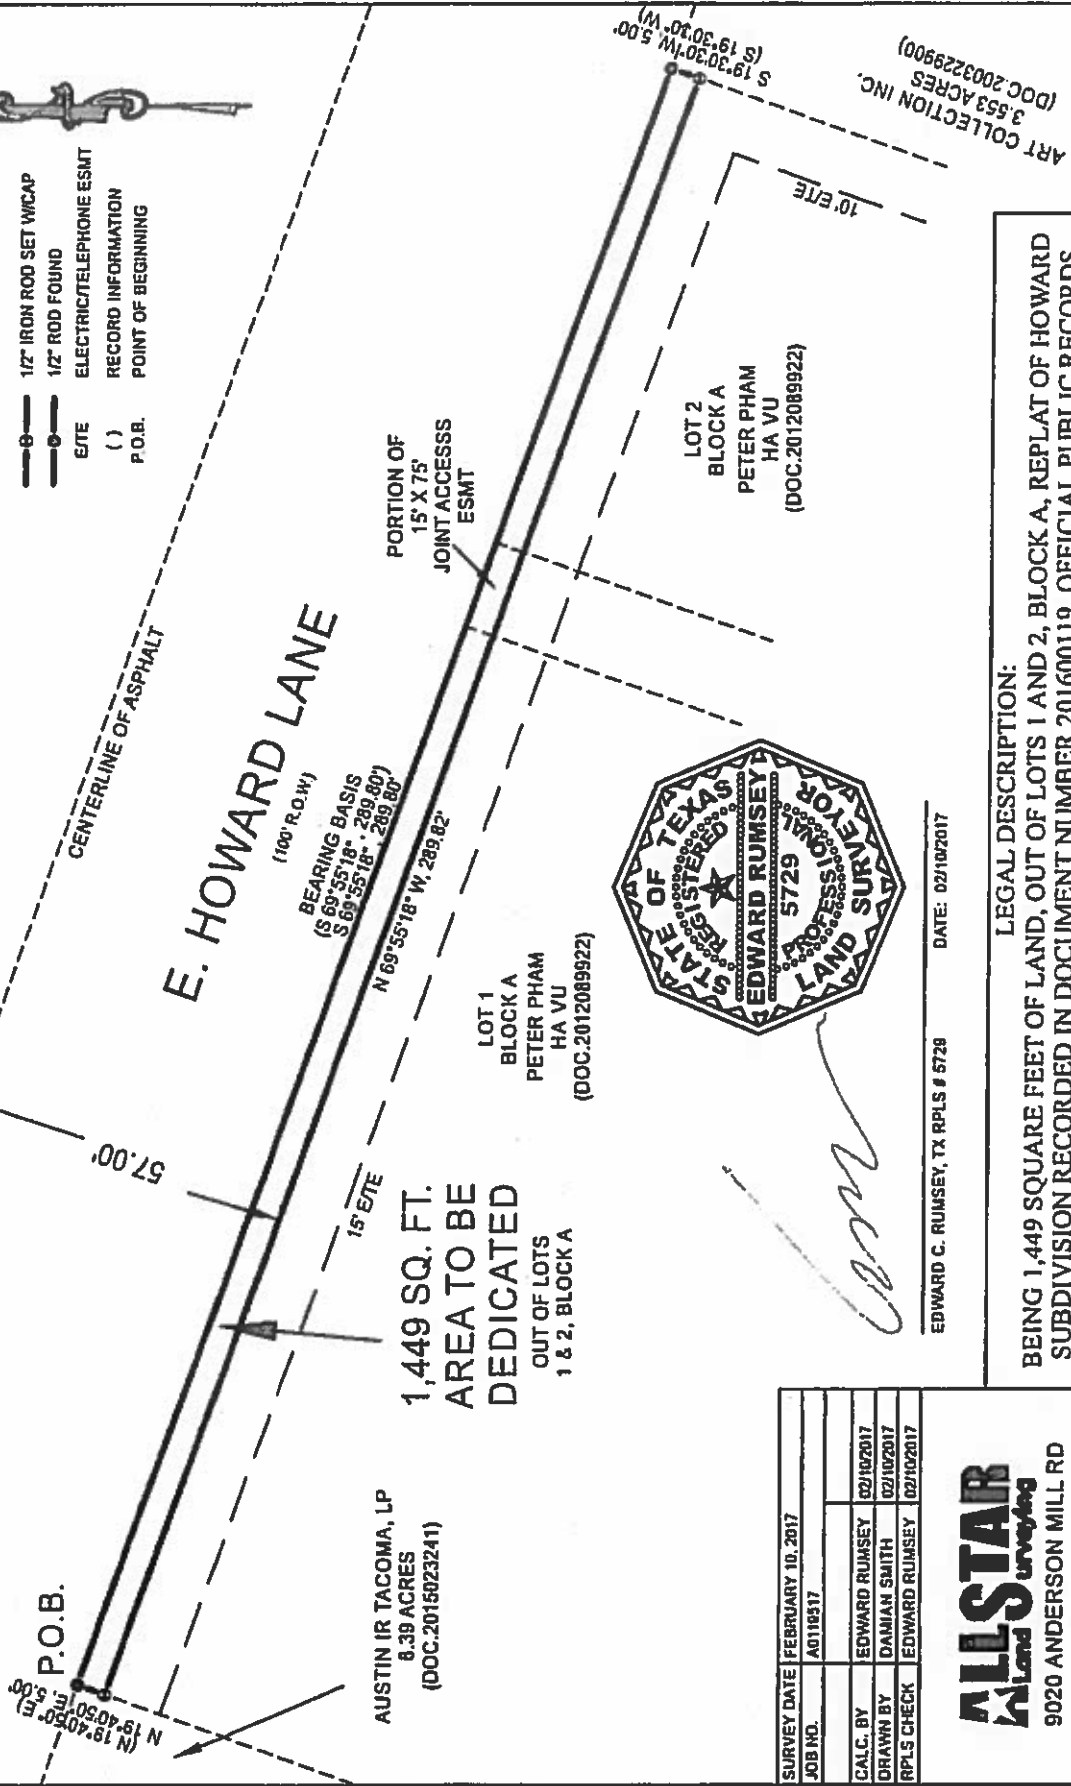 1/2" IRON ROD SET W/CAP
1/2" ROD FOUND
E/TE ELECTRIC/TELEPHONE ESMT
( ) RECORD INFORMATION
P.O.B. POINT OF BEGINNING
CENTERLINE OF ASPHALT
E. HOWARD LANE
(100' R.O.W.)
BEARING BASIS
(S 69°55'18" - 289.80')
S 69°55'18" - 289.80'
N 69°55'18" W, 289.82'
57.00'
P.O.B.
(N 19°40'50" E)
N 19°40'50" E, 5.00'
S 19°30'30"W 5.00'
(S 19°30'30" W)
ART COLLECTION INC.
3.553 ACRES
(DOC.2003229900)
10' E/TE
15' E/TE
PORTION OF
15' X 75'
JOINT ACCESSS
ESMT
LOT 2
BLOCK A
PETER PHAM
HA VU
(DOC.2012089922)
LOT 1
BLOCK A
PETER PHAM
HA VU
(DOC.2012089922)
1,449 SQ. FT.
AREA TO BE
DEDICATED
OUT OF LOTS
1 & 2, BLOCK A
AUSTIN IR TACOMA, LP
8.39 ACRES
(DOC.2015023241)
STATE OF TEXAS
REGISTERED
EDWARD RUMSEY
5729
PROFESSIONAL
LAND SURVEYOR
EDWARD C. RUMSEY, TX RPLS # 5729 DATE: 02/10/2017
SURVEY DATE FEBRUARY 10, 2017
JOB NO. A0110517
CALC. BY EDWARD RUMSEY 02/10/2017
DRAWN BY DAMIAN SMITH 02/10/2017
RPLS CHECK EDWARD RUMSEY 02/10/2017
ALLSTAR
Land Surveying
9020 ANDERSON MILL RD
LEGAL DESCRIPTION:
BEING 1,449 SQUARE FEET OF LAND, OUT OF LOTS 1 AND 2, BLOCK A, REPLAT OF HOWARD
SUBDIVISION RECORDED IN DOCUMENT NUMBER 201600119, OFFICIAL PUBLIC RECORDS